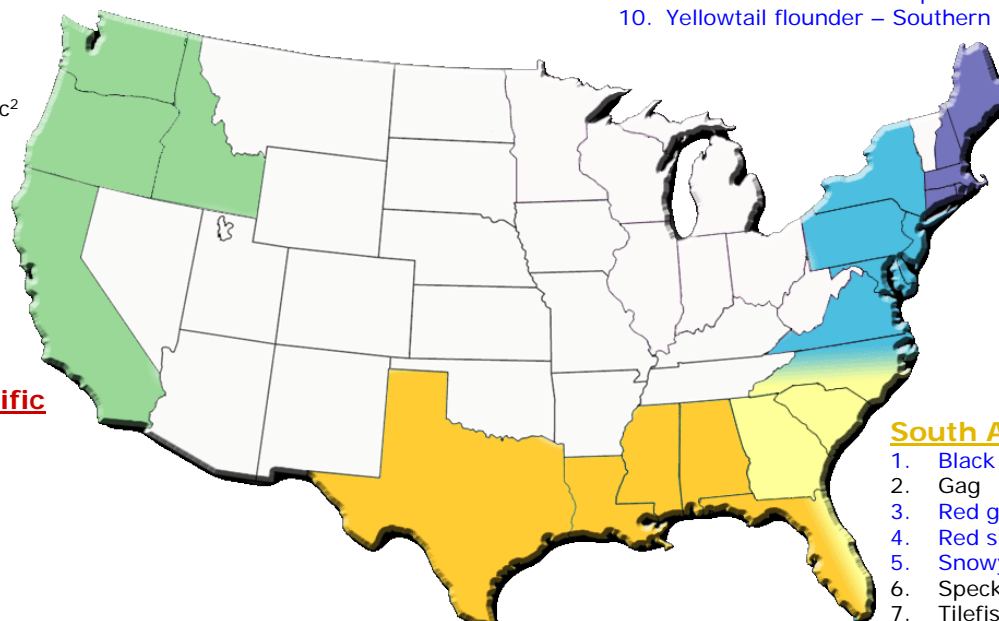 10. Yellowtail flounder – Southern
c²
ific
South A
1. Black
2. Gag
3. Red g
4. Red s
5. Snowy
6. Speck
7. Tilefis